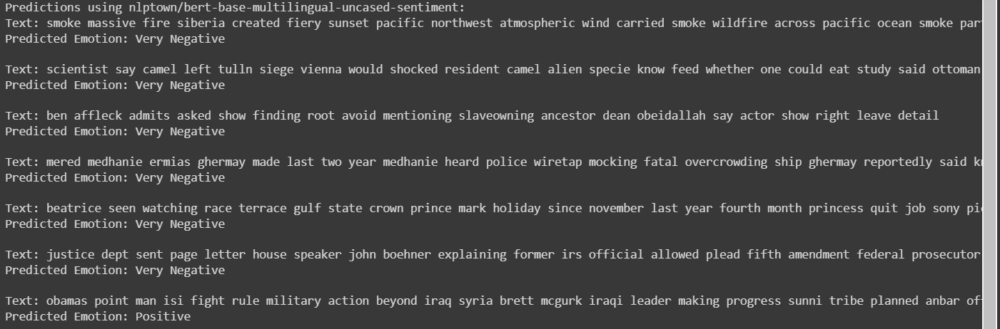 Predictions using nlptown/bert-base-multilingual-uncased-sentiment:
Text: smoke massive fire siberia created fiery sunset pacific northwest atmospheric wind carried smoke wildfire across pacific ocean smoke par
Predicted Emotion: Very Negative
Text: scientist say camel left tulln siege vienna would shocked resident camel alien specie know feed whether one could eat study said ottoman
Predicted Emotion: Very Negative
Text: ben affleck admits asked show finding root avoid mentioning slaveowning ancestor dean obeidallah say actor show right leave detail
Predicted Emotion: Very Negative
Text: mered medhanie ermias ghermay made last two year medhanie heard police wiretap mocking fatal overcrowding ship ghermay reportedly said
Predicted Emotion: Very Negative
Text: beatrice seen watching race terrace gulf state crown prince mark holiday since november last year fourth month princess quit job sony
Predicted Emotion: Very Negative
Text: justice dept sent page letter house speaker john boehner explaining former irs official allowed plead fifth amendment federal prosecutor
Predicted Emotion: Very Negative
Text: obamas point man isi fight rule military action beyond iraq syria brett mcgurk iraqi leader making progress sunni tribe planned anbar
Predicted Emotion: Positive